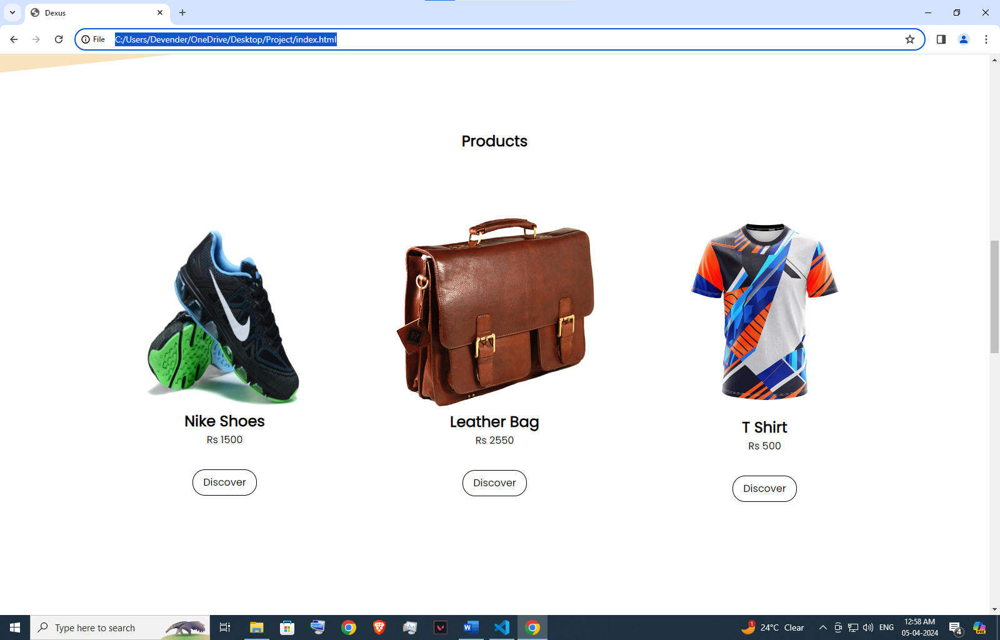 Dexus
File
C:/Users/Devender/OneDrive/Desktop/Project/index.html
Products
Nike Shoes
Rs 1500
Discover
Leather Bag
Rs 2550
Discover
T Shirt
Rs 500
Discover
Type here to search
24°C Clear
ENG
12:58 AM
05-04-2024
4